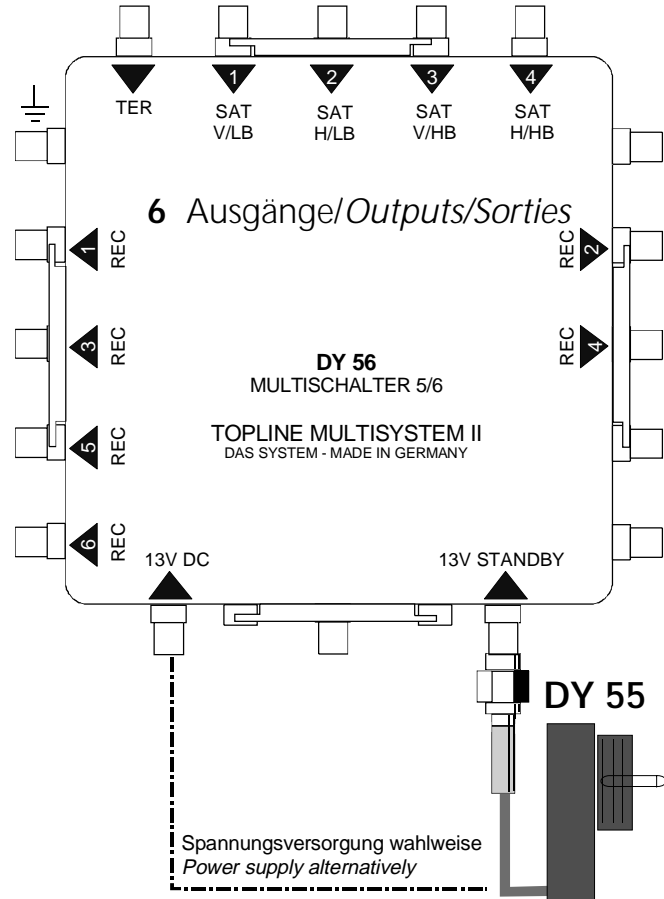 TER
1
SAT
V/LB
2
SAT
H/LB
3
SAT
V/HB
4
SAT
H/HB
6 Ausgänge/Outputs/Sorties
1 REC
REC 2
3 REC
REC 4
5 REC
6 REC
DY 56
MULTISCHALTER 5/6
TOPLINE MULTISYSTEM II
DAS SYSTEM - MADE IN GERMANY
13V DC
13V STANDBY
DY 55
Spannungsversorgung wahlweise
Power supply alternatively